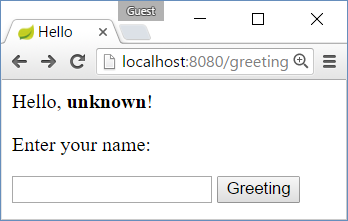 Guest
Hello
localhost:8080/greeting
Hello, unknown!
Enter your name:
Greeting